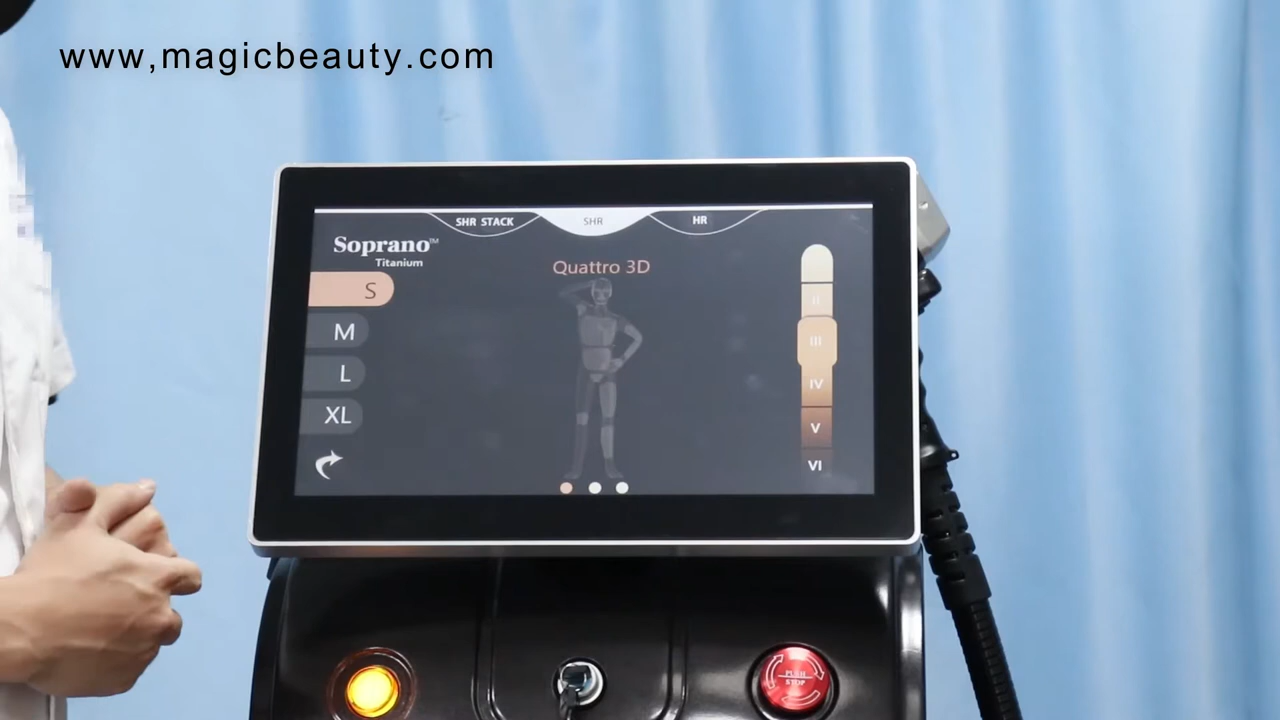 www,magicbeauty.com
SHR STACK
SHR
HR
Soprano™
Titanium
Quattro 3D
S
M
L
XL
II
III
IV
V
VI
PUSH
STOP